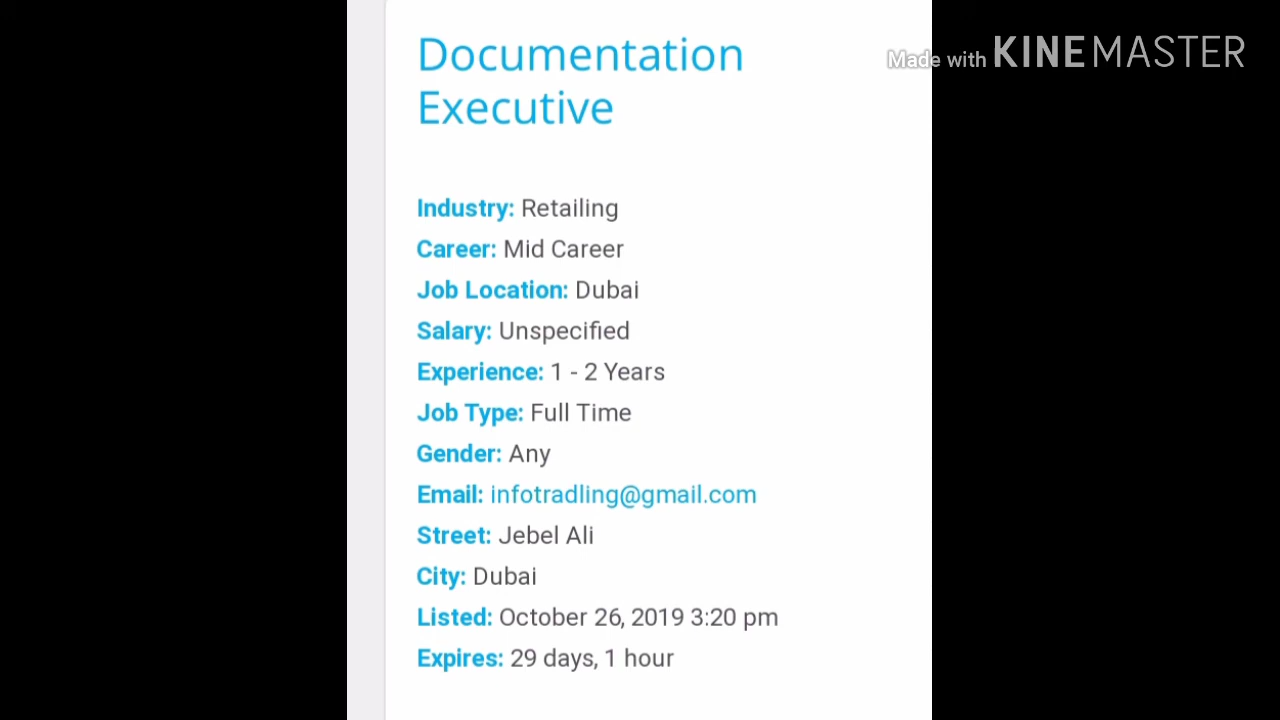 Documentation
Executive
Made with KINEMASTER
Industry: Retailing
Career: Mid Career
Job Location: Dubai
Salary: Unspecified
Experience: 1 - 2 Years
Job Type: Full Time
Gender: Any
Email: infotradling@gmail.com
Street: Jebel Ali
City: Dubai
Listed: October 26, 2019 3:20 pm
Expires: 29 days, 1 hour